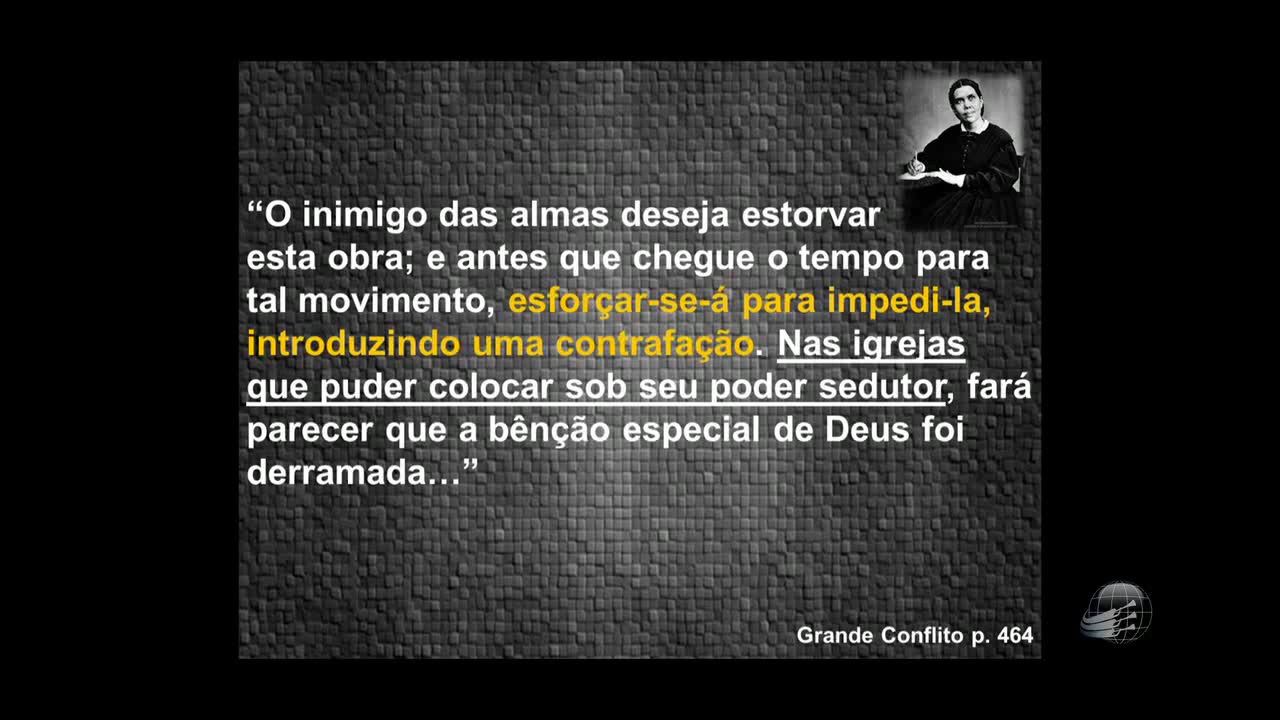 “O inimigo das almas deseja estorvar
esta obra; e antes que chegue o tempo para
tal movimento, esforçar-se-á para impedi-la,
introduzindo uma contrafação. Nas igrejas
que puder colocar sob seu poder sedutor, fará
parecer que a bênção especial de Deus foi
derramada...”
Grande Conflito p. 464